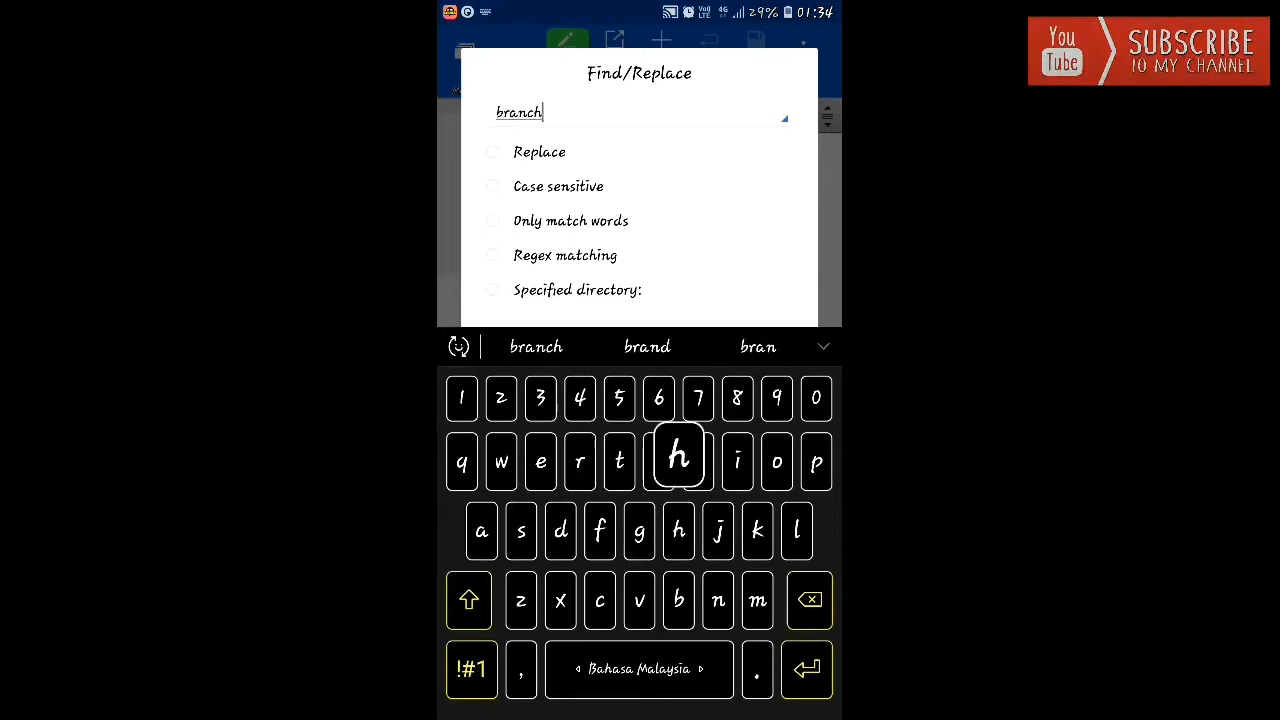 VoLTE 4G 29% 01:34
Find/Replace
branch
Replace
Case sensitive
Only match words
Regex matching
Specified directory:
branch brand bran
1 2 3 4 5 6 7 8 9 0
q w e r t h i o p
a s d f g h j k l
z x c v b n m
!#1 , Bahasa Malaysia .
You Tube
SUBSCRIBE
TO MY CHANNEL